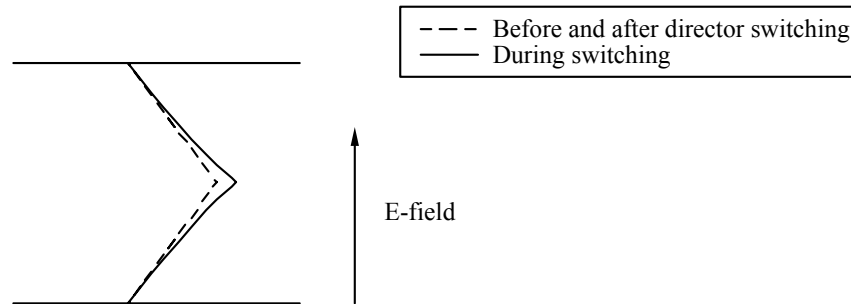 Before and after director switching
During switching
E-field